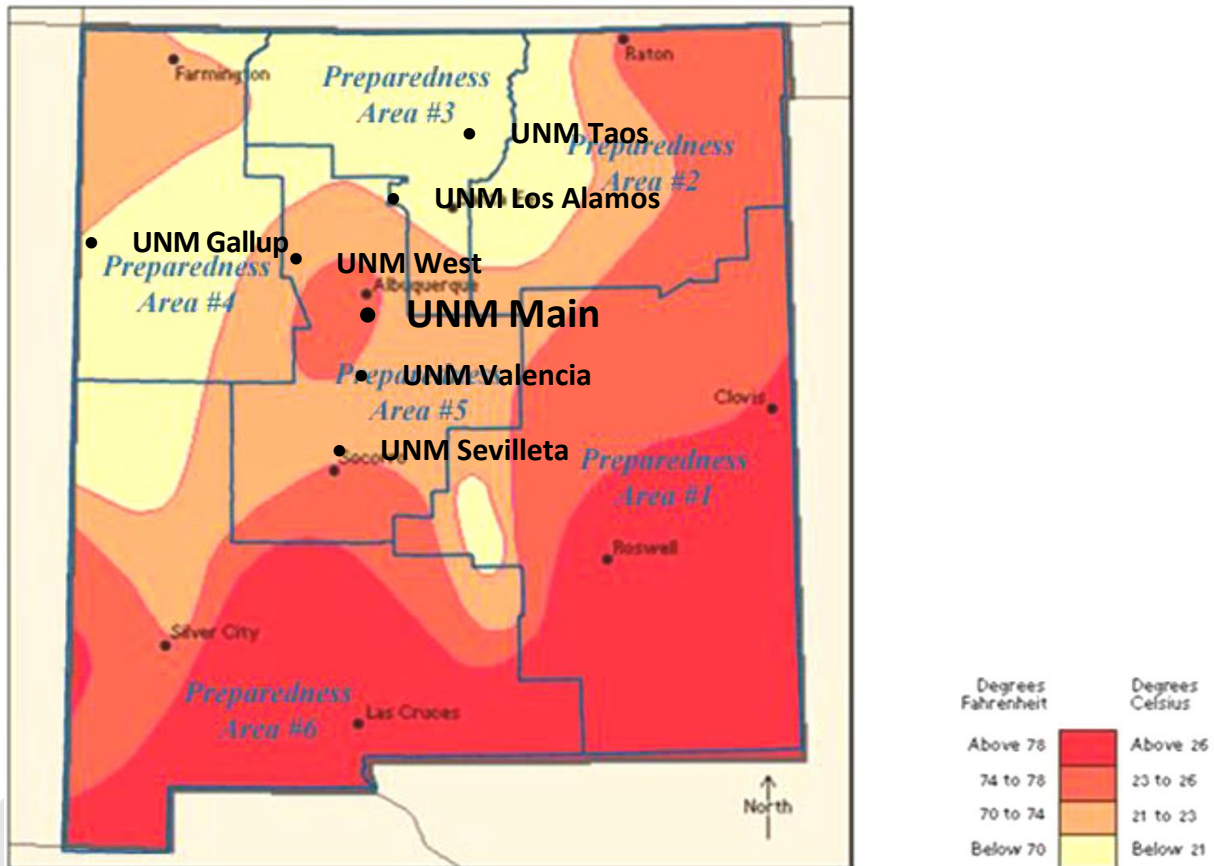 Farmington
Raton
Preparedness
Area #3
UNM Taos
Preparedness
Area #2
UNM Los Alamos
UNM Gallup
Preparedness
Area #4
UNM West
Albuquerque
UNM Main
Preparedness
Area #5
UNM Valencia
Clovis
UNM Sevilleta
Socorro
Preparedness
Area #1
Roswell
Silver City
Preparedness
Area #6
Las Cruces
North
Degrees
Fahrenheit
Degrees
Celsius
Above 78
Above 26
74 to 78
23 to 26
70 to 74
21 to 23
Below 70
Below 21